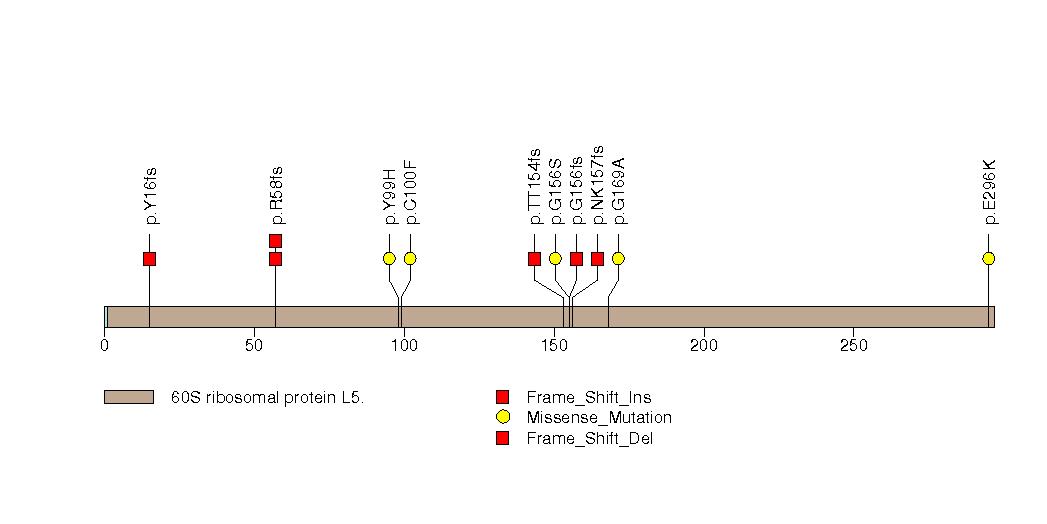 p.Y16fs
p.R58fs
p.Y99H
p.C100F
p.TT154fs
p.G156S
p.G156fs
p.NK157fs
p.G169A
p.E296K
0 50 100 150 200 250
60S ribosomal protein L5.
Frame_Shift_Ins
Missense_Mutation
Frame_Shift_Del